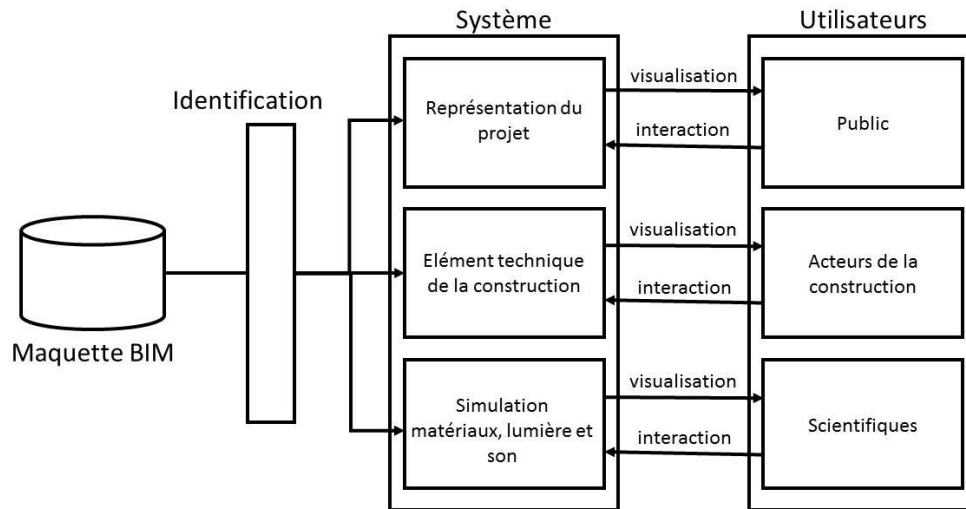 Système
Utilisateurs
Identification
Maquette BIM
Représentation du
projet
visualisation
interaction
Public
Elément technique
de la construction
visualisation
interaction
Acteurs de la
construction
Simulation
matériaux, lumière et
son
visualisation
interaction
Scientifiques